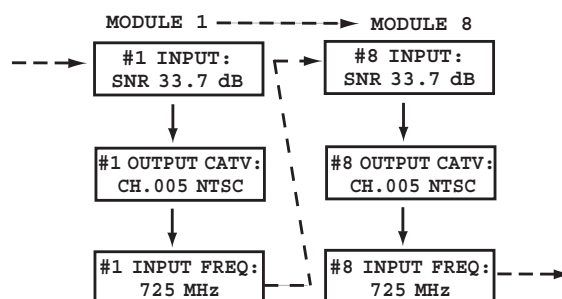 MODULE 1 MODULE 8
#1 INPUT:
SNR 33.7 dB
#8 INPUT:
SNR 33.7 dB
#1 OUTPUT CATV:
CH.005 NTSC
#8 OUTPUT CATV:
CH.005 NTSC
#1 INPUT FREQ:
725 MHz
#8 INPUT FREQ:
725 MHz